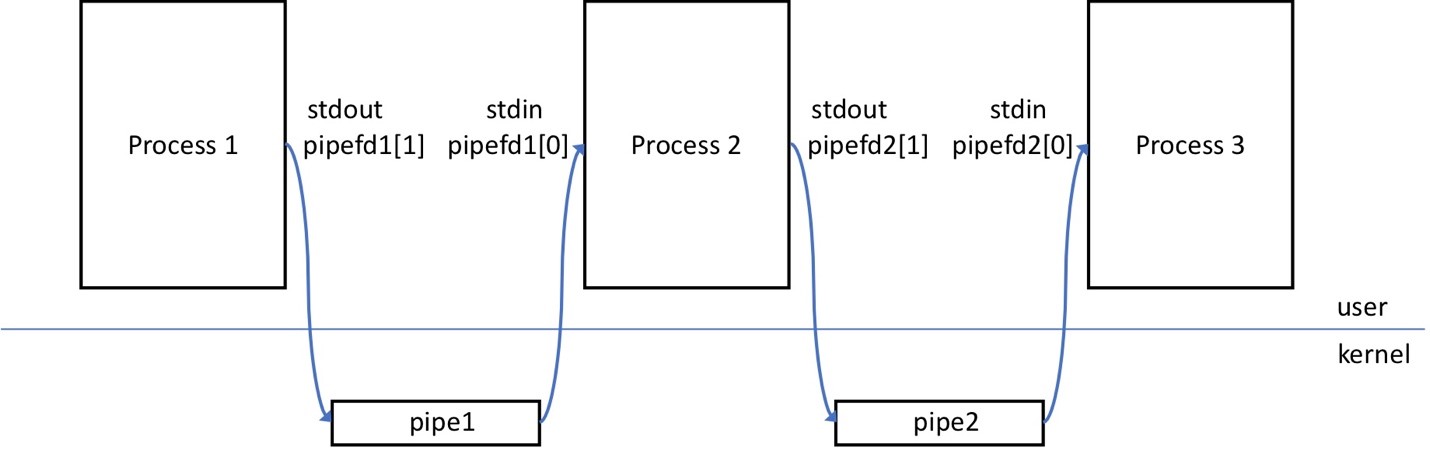 stdout
stdin
stdout
stdin
Process 1
pipefd1[1]
pipefd1[0]
Process 2
pipefd2[1]
pipefd2[0]
Process 3
user
kernel
pipe1
pipe2